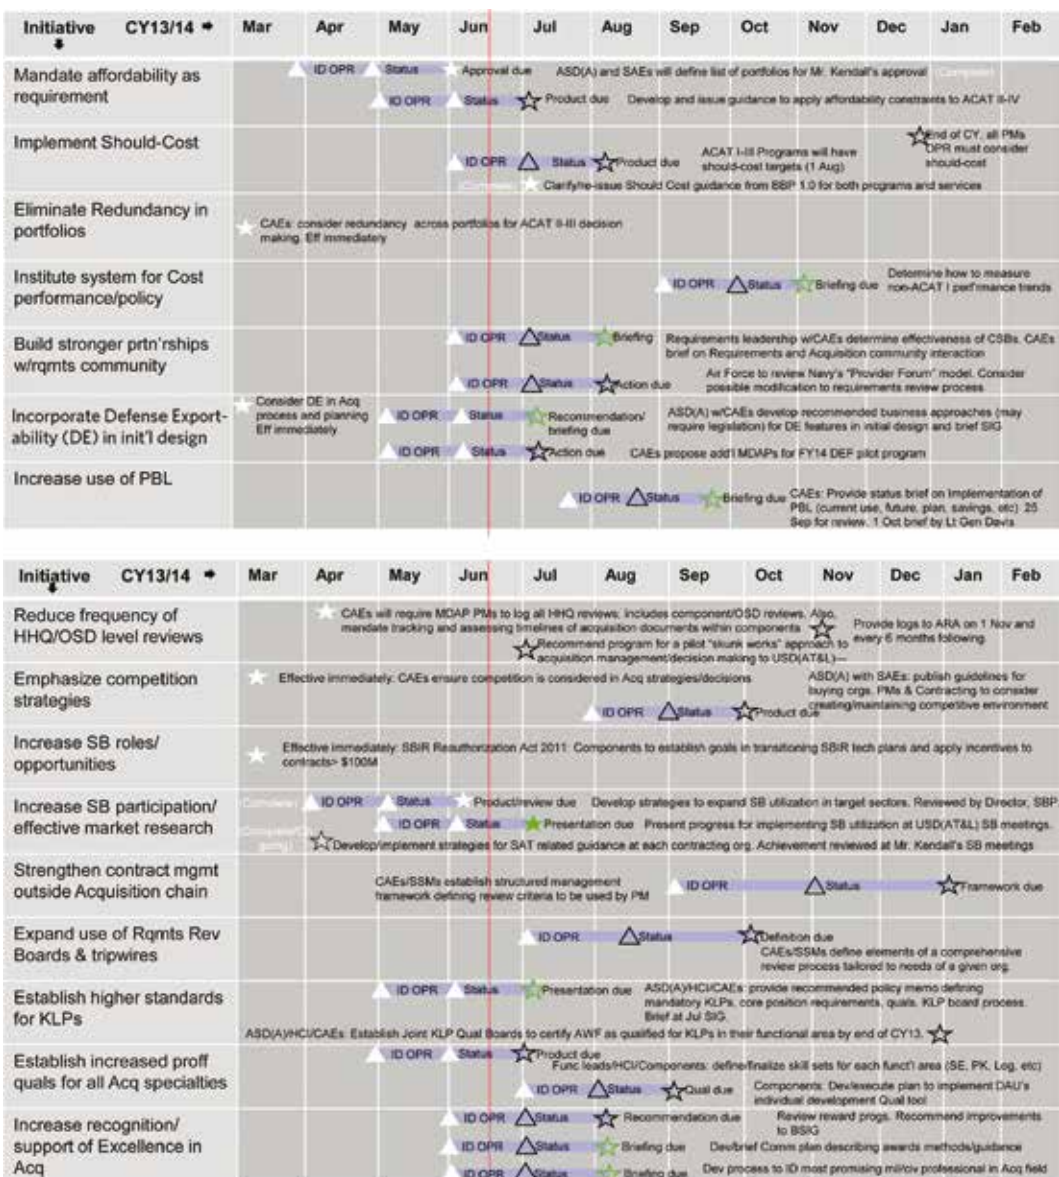 Initiative CY13/14 Mar Apr May Jun Jul Aug Sep Oct Nov Dec Jan Feb
Mandate affordability as
requirement
ID OPR Status Approval due ASD(A) and SAEs will define list of portfolios for Mr. Kendall's approval (Complete)
ID OPR Status Product due Develop and issue guidance to apply affordability constraints to ACAT II-IV
Implement Should-Cost
End of CY, all PMs
OPR must consider
should-cost
ID OPR Status Product due
ACAT I-III Programs will have
should-cost targets (1 Aug)
Clarify/re-issue Should Cost guidance from BBP 1.0 for both programs and services
Eliminate Redundancy in
portfolios
CAEs: consider redundancy across portfolios for ACAT II-III decision
making. Eff immediately
Institute system for Cost
performance/policy
ID OPR Status Briefing due
Determine how to measure
non-ACAT I perf'rmance trends
Build stronger prtn'rships
w/rqmts community
ID OPR Status Briefing
Requirements leadership w/CAEs determine effectiveness of CSBs. CAEs
brief on Requirements and Acquisition community interaction
ID OPR Status Action due
Air Force to review Navy's "Provider Forum" model. Consider
possible modification to requirements review process
Incorporate Defense Export-
ability (DE) in init'l design
Consider DE in Acq
process and planning
Eff immediately
ID OPR Status Recommendation/
briefing due
ASD(A) w/CAEs develop recommended business approaches (may
require legislation) for DE features in initial design and brief SIG
ID OPR Status Action due CAEs propose add'l MDAPs for FY14 DEF pilot program
Increase use of PBL
ID OPR Status Briefing due
CAEs: Provide status brief on Implementation of
PBL (current use, future, plan, savings, etc) 25
Sep for review. 1 Oct brief by Lt Gen Davis
Initiative CY13/14 Mar Apr May Jun Jul Aug Sep Oct Nov Dec Jan Feb
Reduce frequency of
HHQ/OSD level reviews
CAEs will require MDAP PMs to log all HHQ reviews; includes component/OSD reviews. Also,
mandate tracking and assessing timelines of acquisition documents within components
Provide logs to ARA on 1 Nov and
every 6 months following.
Recommend program for a pilot "skunk works" approach to
acquisition management/decision making to USD(AT&L)—
Emphasize competition
strategies
Effective immediately: CAEs ensure competition is considered in Acq strategies/decisions
ASD(A) with SAEs: publish guidelines for
buying orgs. PMs & Contracting to consider
creating/maintaining competitive environment
ID OPR Status Product due
Increase SB roles/
opportunities
Effective immediately: SBIR Reauthorization Act 2011: Components to establish goals in transitioning SBIR tech plans and apply incentives to
contracts> $100M
Increase SB participation/
effective market research
(Complete) ID OPR Status Product/review due Develop strategies to expand SB utilization in target sectors. Reviewed by Director, SBP
ID OPR Status Presentation due Present progress for implementing SB utilization at USD(AT&L) SB meetings.
Develop/implement strategies for SAT related guidance at each contracting org. Achievement reviewed at Mr. Kendall's SB meetings
Strengthen contract mgmt
outside Acquisition chain
CAEs/SSMs establish structured management
framework defining review criteria to be used by PM
ID OPR Status Framework due
Expand use of Rqmts Rev
Boards & tripwires
ID OPR Status Definition due
CAEs/SSMs define elements of a comprehensive
review process tailored to needs of a given org.
Establish higher standards
for KLPs
ID OPR Status Presentation due
ASD(A)/HCI/CAEs: provide recommended policy memo defining
mandatory KLPs, core position requirements, quals, KLP board process.
Brief at Jul SIG.
ASD(A)/HCI/CAEs: Establish Joint KLP Qual Boards to certify AWF as qualified for KLPs in their functional area by end of CY13.
Establish increased proff
quals for all Acq specialties
ID OPR Status Product due
Func leads/HCI/Components: define/finalize skill sets for each funct'l area (SE, PK, Log, etc)
ID OPR Status Qual due
Components: Dev/execute plan to implement DAU's
individual development Qual tool
Increase recognition/
support of Excellence in
Acq
ID OPR Status Recommendation due
Review reward progs. Recommend improvements
to BSIG
ID OPR Status Briefing due Dev/brief Comm plan describing awards methods/guidance
ID OPR Status Briefing due Dev process to ID most promising mil/civ professional in Acq field